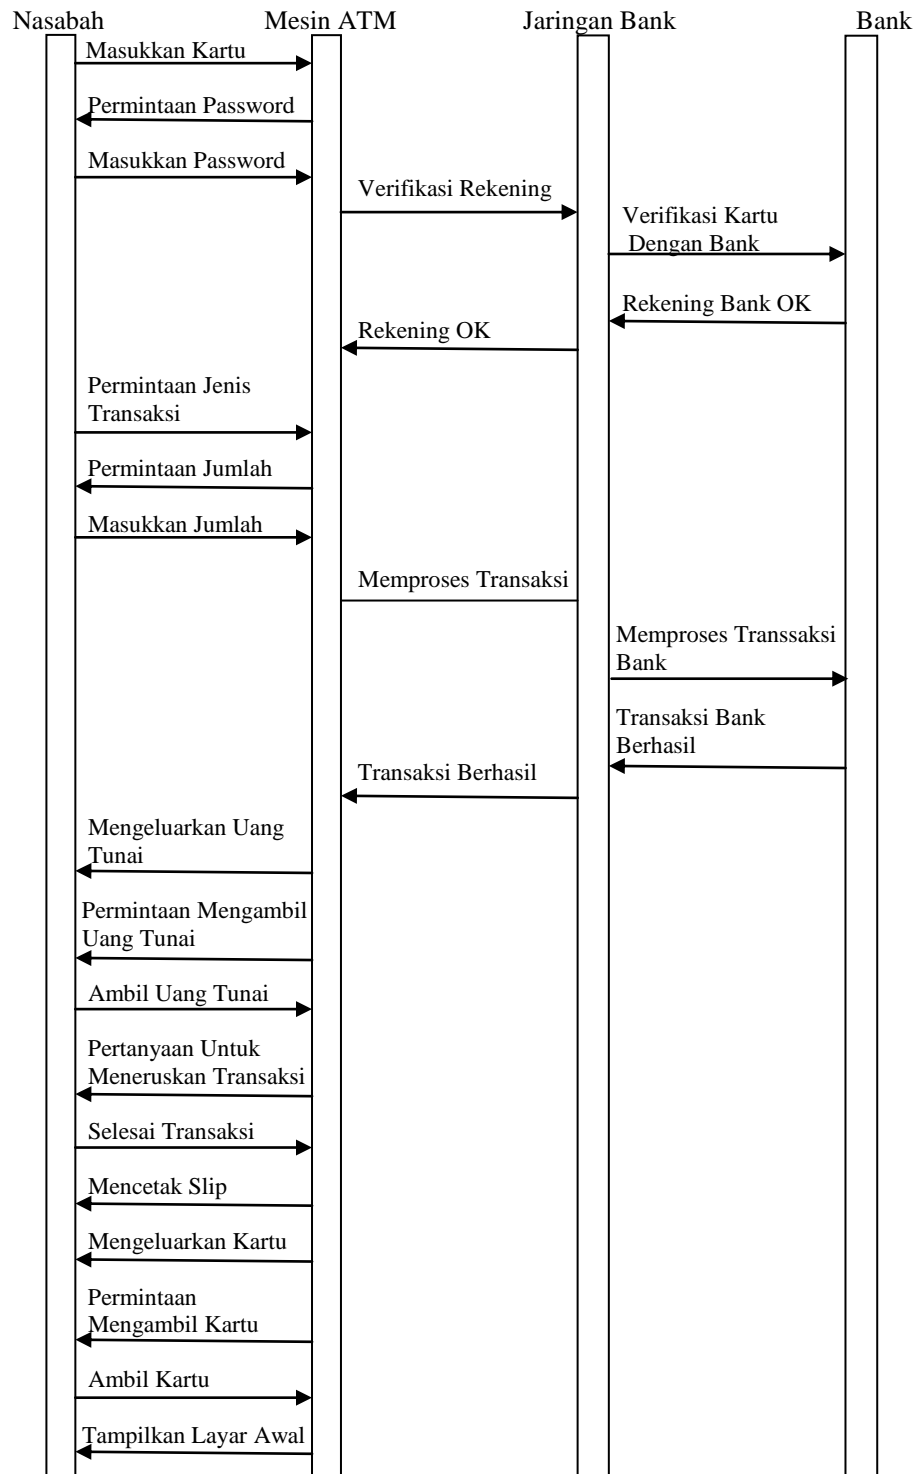 Nasabah Mesin ATM Jaringan Bank Bank
Masukkan Kartu
Permintaan Password
Masukkan Password
Verifikasi Rekening
Verifikasi Kartu
Dengan Bank
Rekening Bank OK
Rekening OK
Permintaan Jenis
Transaksi
Permintaan Jumlah
Masukkan Jumlah
Memproses Transaksi
Memproses Transsaksi
Bank
Transaksi Bank
Berhasil
Transaksi Berhasil
Mengeluarkan Uang
Tunai
Permintaan Mengambil
Uang Tunai
Ambil Uang Tunai
Pertanyaan Untuk
Meneruskan Transaksi
Selesai Transaksi
Mencetak Slip
Mengeluarkan Kartu
Permintaan
Mengambil Kartu
Ambil Kartu
Tampilkan Layar Awal